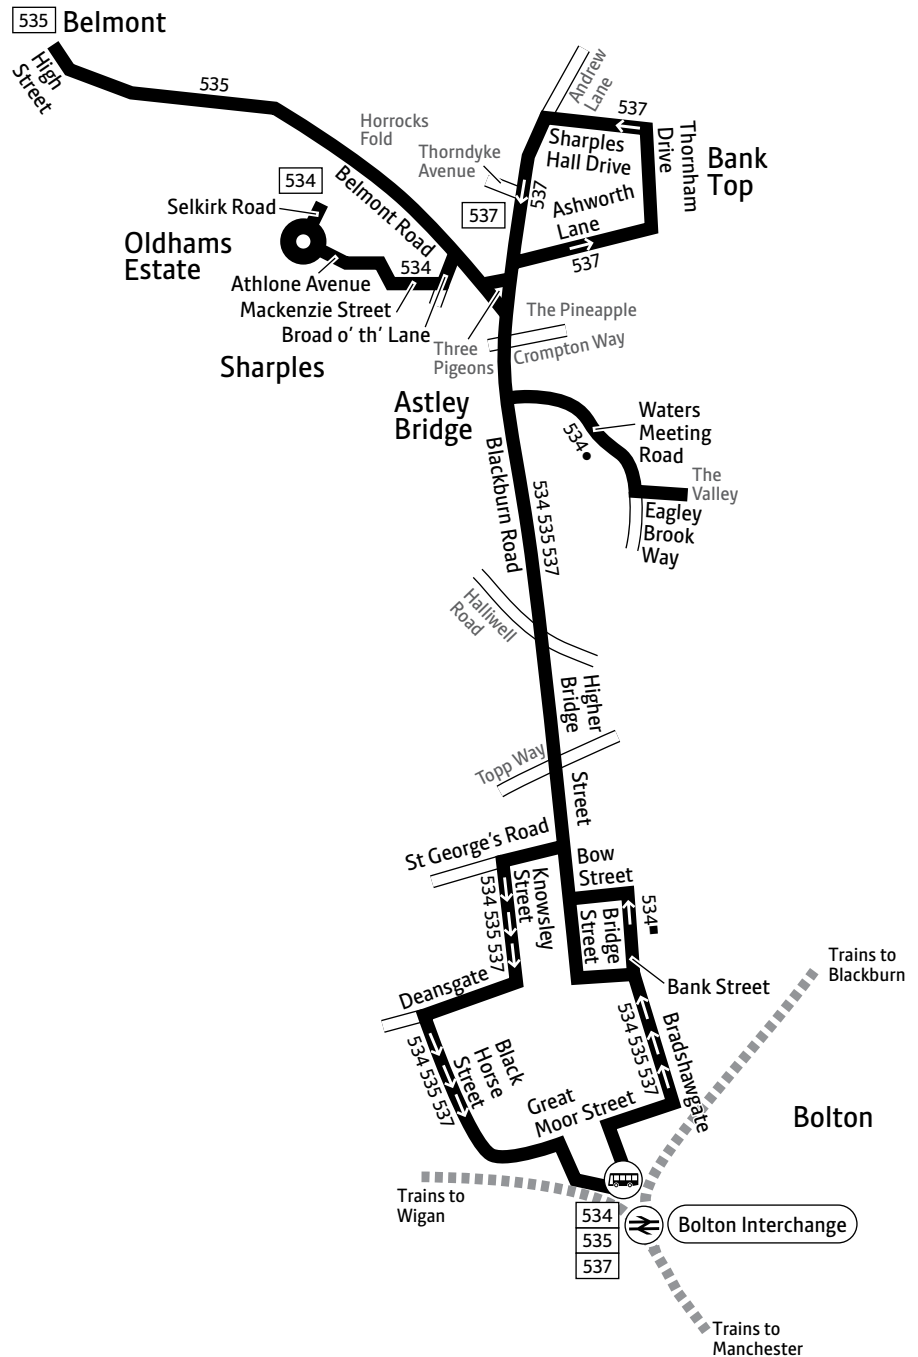 535 Belmont
High
Street
535
Horrocks
Fold
Andrew
Lane
537
Sharples
Hall Drive
Thornham
Drive
Bank
Top
Thorndyke
Avenue
537
537
Ashworth
Lane
537
534
Selkirk Road
Belmont Road
Oldhams
Estate
534
Athlone Avenue
Mackenzie Street
Broad o’ th’ Lane
Sharples
The Pineapple
Crompton Way
Three
Pigeons
Astley
Bridge
Waters
Meeting
Road
534●
The
Valley
Eagley
Brook
Way
Blackburn Road
534 535 537
Halliwell
Road
Higher
Bridge
Street
Topp Way
St George’s Road
Bow
Street
Knowsley
Street
534 535 537
Bridge
Street
534■
Bank Street
Trains to
Blackburn
Deansgate
534 535 537
Black
Horse
Street
534 535 537
Bradshawgate
Great
Moor Street
Bolton
Trains to
Wigan
534
535
537
Bolton Interchange
Trains to
Manchester